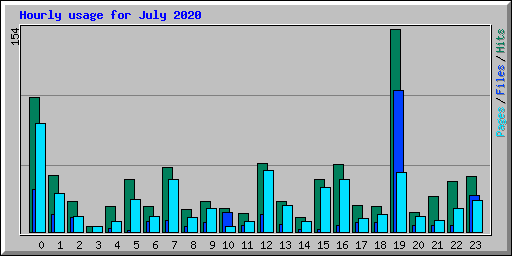 Hourly usage for July 2020
154
Pages/Files/Hits
0 1 2 3 4 5 6 7 8 9 10 11 12 13 14 15 16 17 18 19 20 21 22 23